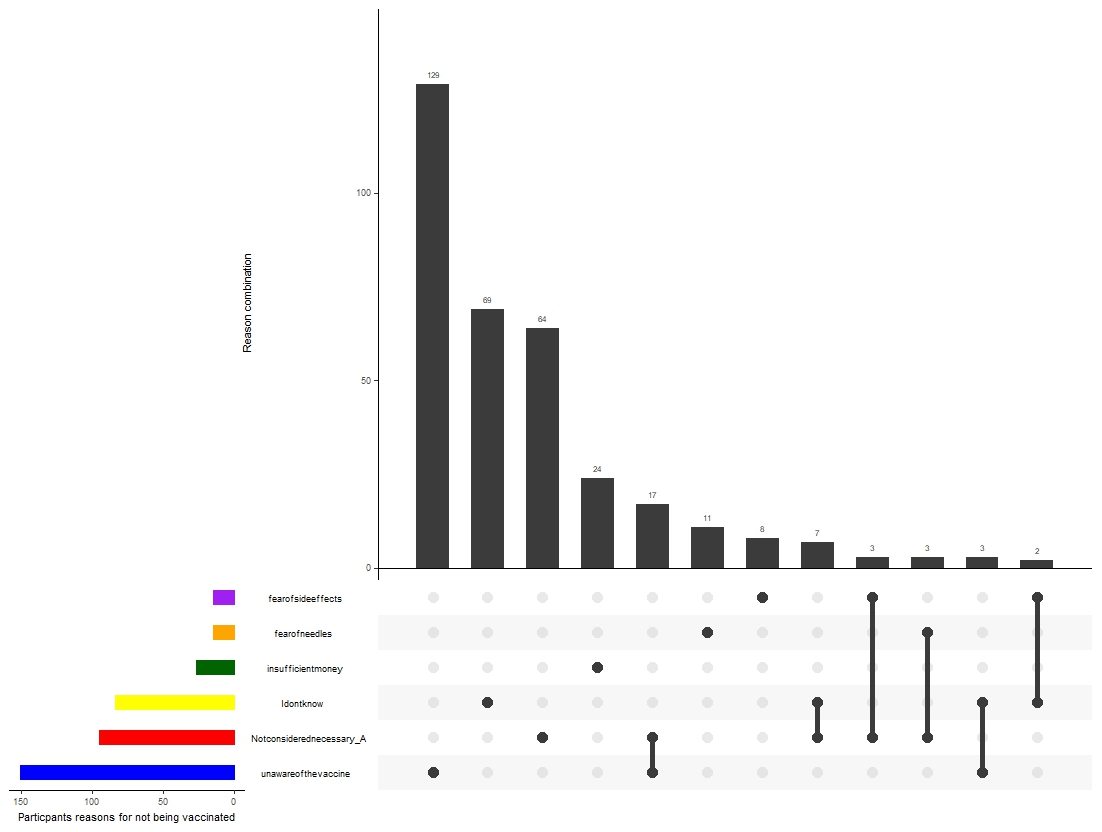 129
100
69
64
Reason combination
50
24
17
11
8
7
3
3
3
2
0
fearofsideeffects
fearofneedles
insufficientmoney
Idontknow
Notconsiderednecessary_A
unawareofthevaccine
150 100 50 0
Particpants reasons for not being vaccinated